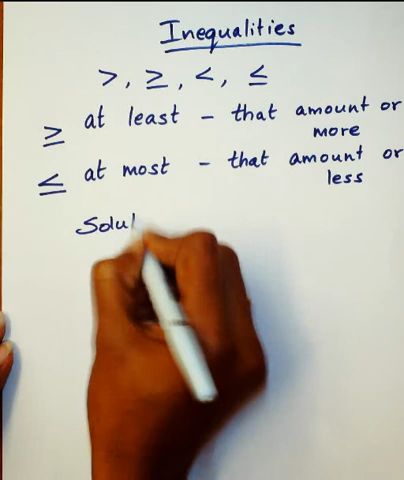 Inequalities
>, ≥, <, ≤
≥ at least - that amount or
more
≤ at most - that amount or
less